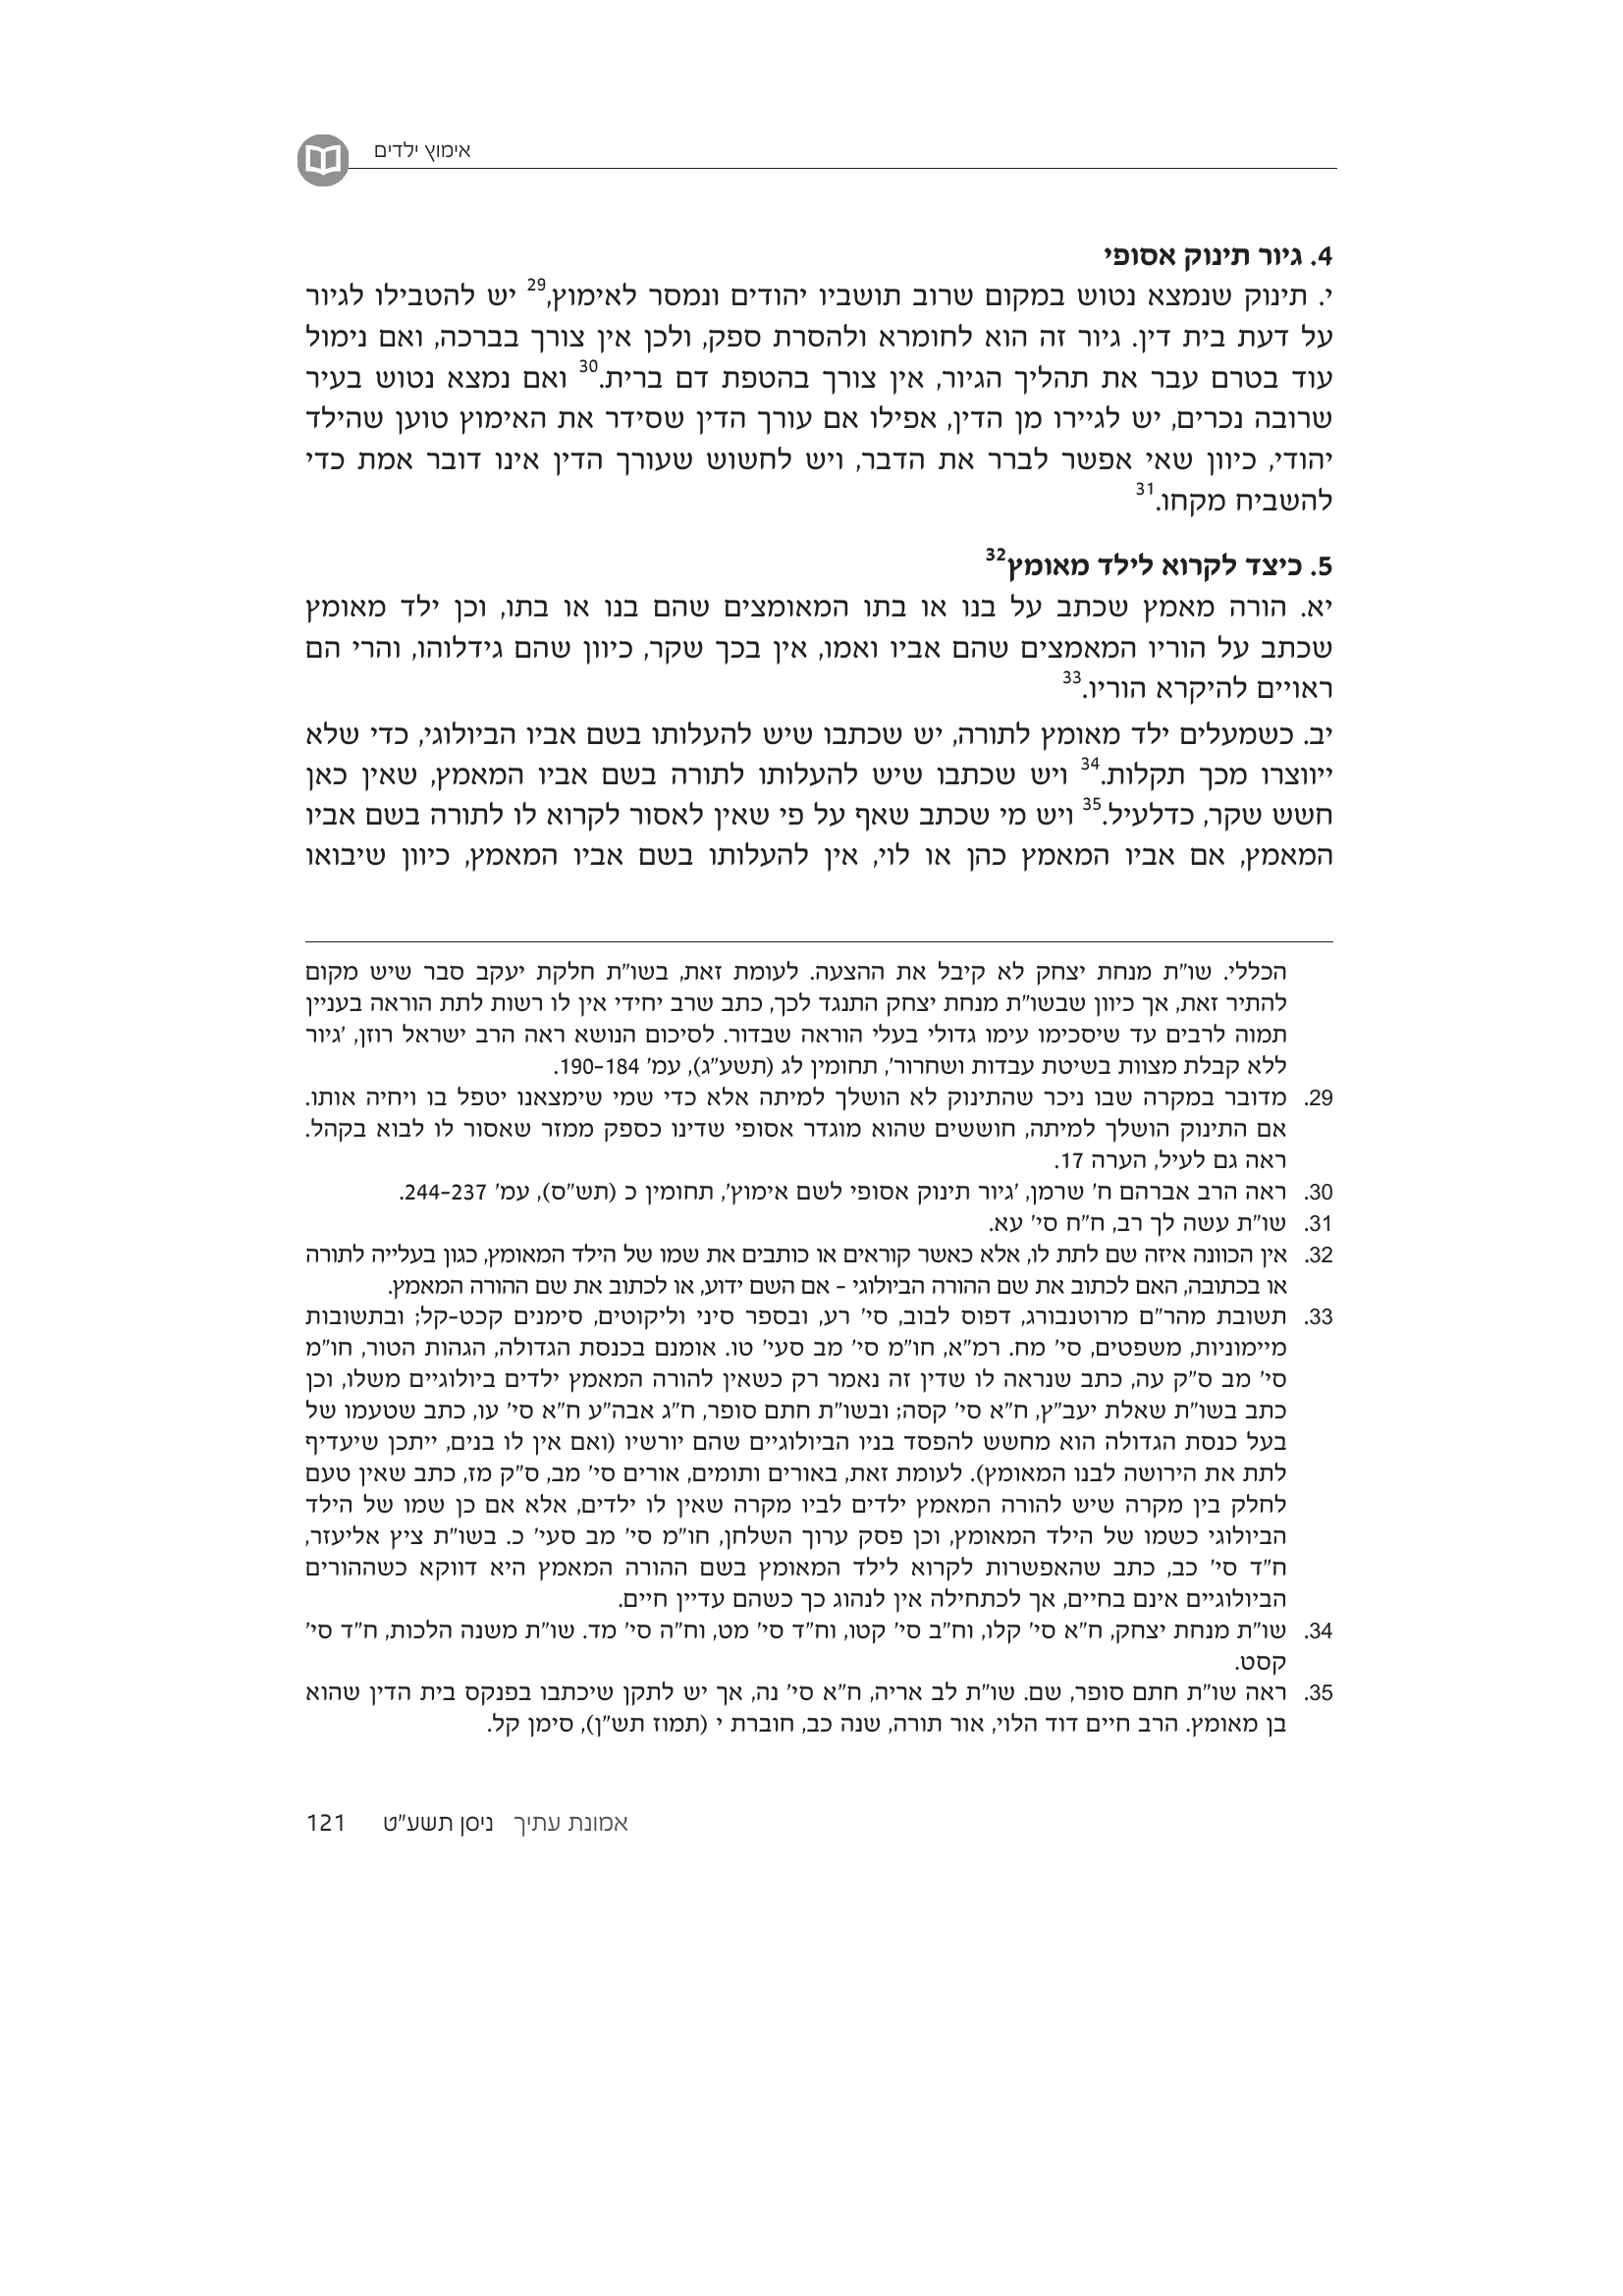 אימוץ ילדים
4. גיור תינוק אסופי
י. תינוק שנמצא נטוש במקום שרוב תושביו יהודים ונמסר לאימוץ,29 יש להטבילו לגיור
על דעת בית דין. גיור זה הוא לחומרא ולהסרת ספק, ולכן אין צורך בברכה, ואם נימול
עוד בטרם עבר את תהליך הגיור, אין צורך בהטפת דם ברית.30 ואם נמצא נטוש בעיר
שרובה נכרים, יש לגיירו מן הדין, אפילו אם עורך הדין שסידר את האימוץ טוען שהילד
יהודי, כיוון שאי אפשר לברר את הדבר, ויש לחשוש שעורך הדין אינו דובר אמת כדי
להשביח מקחו.31
5. כיצד לקרוא לילד מאומץ32
יא. הורה מאמץ שכתב על בנו או בתו המאומצים שהם בנו או בתו, וכן ילד מאומץ
שכתב על הוריו המאמצים שהם אביו ואמו, אין בכך שקר, כיוון שהם גידלוהו, והרי הם
ראויים להיקרא הוריו.33
יב. כשמעלים ילד מאומץ לתורה, יש שכתבו שיש להעלותו בשם אביו הביולוגי, כדי שלא
ייווצרו מכך תקלות.34 ויש שכתבו שיש להעלותו לתורה בשם אביו המאמץ, שאין כאן
חשש שקר, כדלעיל.35 ויש מי שכתב שאף על פי שאין לאסור לקרוא לו לתורה בשם אביו
המאמץ, אם אביו המאמץ כהן או לוי, אין להעלותו בשם אביו המאמץ, כיוון שיבואו
הכללי. שו"ת מנחת יצחק לא קיבל את ההצעה. לעומת זאת, בשו"ת חלקת יעקב סבר שיש מקום
להתיר זאת, אך כיוון שבשו"ת מנחת יצחק התנגד לכך, כתב שרב יחידי אין לו רשות לתת הוראה בעניין
תמוה לרבים עד שיסכימו עימו גדולי בעלי הוראה שבדור. לסיכום הנושא ראה הרב ישראל רוזן, 'גיור
ללא קבלת מצוות בשיטת עבדות ושחרור', תחומין לג (תשע"ג), עמ' 184–190.
29. מדובר במקרה שבו ניכר שהתינוק לא הושלך למיתה אלא כדי שמי שימצאנו יטפל בו ויחיה אותו.
אם התינוק הושלך למיתה, חוששים שהוא מוגדר אסופי שדינו כספק ממזר שאסור לו לבוא בקהל.
ראה גם לעיל, הערה 17.
30. ראה הרב אברהם ח' שרמן, 'גיור תינוק אסופי לשם אימוץ', תחומין כ (תש"ס), עמ' 237–244.
31. שו"ת עשה לך רב, ח"ח סי' עא.
32. אין הכוונה איזה שם לתת לו, אלא כאשר קוראים או כותבים את שמו של הילד המאומץ, כגון בעלייה לתורה
או בכתובה, האם לכתוב את שם ההורה הביולוגי – אם השם ידוע, או לכתוב את שם ההורה המאמץ.
33. תשובת מהר"ם מרוטנבורג, דפוס לבוב, סי' רע, ובספר סיני וליקוטים, סימנים קכט-קל; ובתשובות
מיימוניות, משפטים, סי' מח. רמ"א, חו"מ סי' מב סעי' טו. אומנם בכנסת הגדולה, הגהות הטור, חו"מ
סי' מב ס"ק עה, כתב שנראה לו שדין זה נאמר רק כשאין להורה המאמץ ילדים ביולוגיים משלו, וכן
כתב בשו"ת שאלת יעב"ץ, ח"א סי' קסה; ובשו"ת חתם סופר, ח"ג אבה"ע ח"א סי' עו, כתב שטעמו של
בעל כנסת הגדולה הוא מחשש להפסד בניו הביולוגיים שהם יורשיו (ואם אין לו בנים, ייתכן שיעדיף
לתת את הירושה לבנו המאומץ). לעומת זאת, באורים ותומים, אורים סי' מב, ס"ק מז, כתב שאין טעם
לחלק בין מקרה שיש להורה המאמץ ילדים לביו מקרה שאין לו ילדים, אלא אם כן שמו של הילד
הביולוגי כשמו של הילד המאומץ, וכן פסק ערוך השלחן, חו"מ סי' מב סעי' כ. בשו"ת ציץ אליעזר,
ח"ד סי' כב, כתב שהאפשרות לקרוא לילד המאומץ בשם ההורה המאמץ היא דווקא כשההורים
הביולוגיים אינם בחיים, אך לכתחילה אין לנהוג כך כשהם עדיין חיים.
34. שו"ת מנחת יצחק, ח"א סי' קלו, וח"ב סי' קטו, וח"ד סי' מט, וח"ה סי' מד. שו"ת משנה הלכות, ח"ד סי'
קסט.
35. ראה שו"ת חתם סופר, שם. שו"ת לב אריה, ח"א סי' נה, אך יש לתקן שיכתבו בפנקס בית הדין שהוא
בן מאומץ. הרב חיים דוד הלוי, אור תורה, שנה כב, חוברת י (תמוז תש"ן), סימן קל.
אמונת עתיך ניסן תשע"ט 121